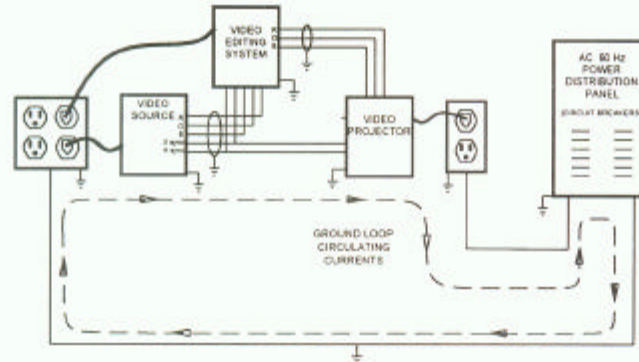 VIDEO
EDITING
SYSTEM
R
G
B
AC 60 Hz
POWER
DISTRIBUTION
PANEL
(CIRCUIT BREAKERS)
VIDEO
SOURCE
R
G
B
VIDEO
PROJECTOR
GROUND LOOP
CIRCULATING
CURRENTS